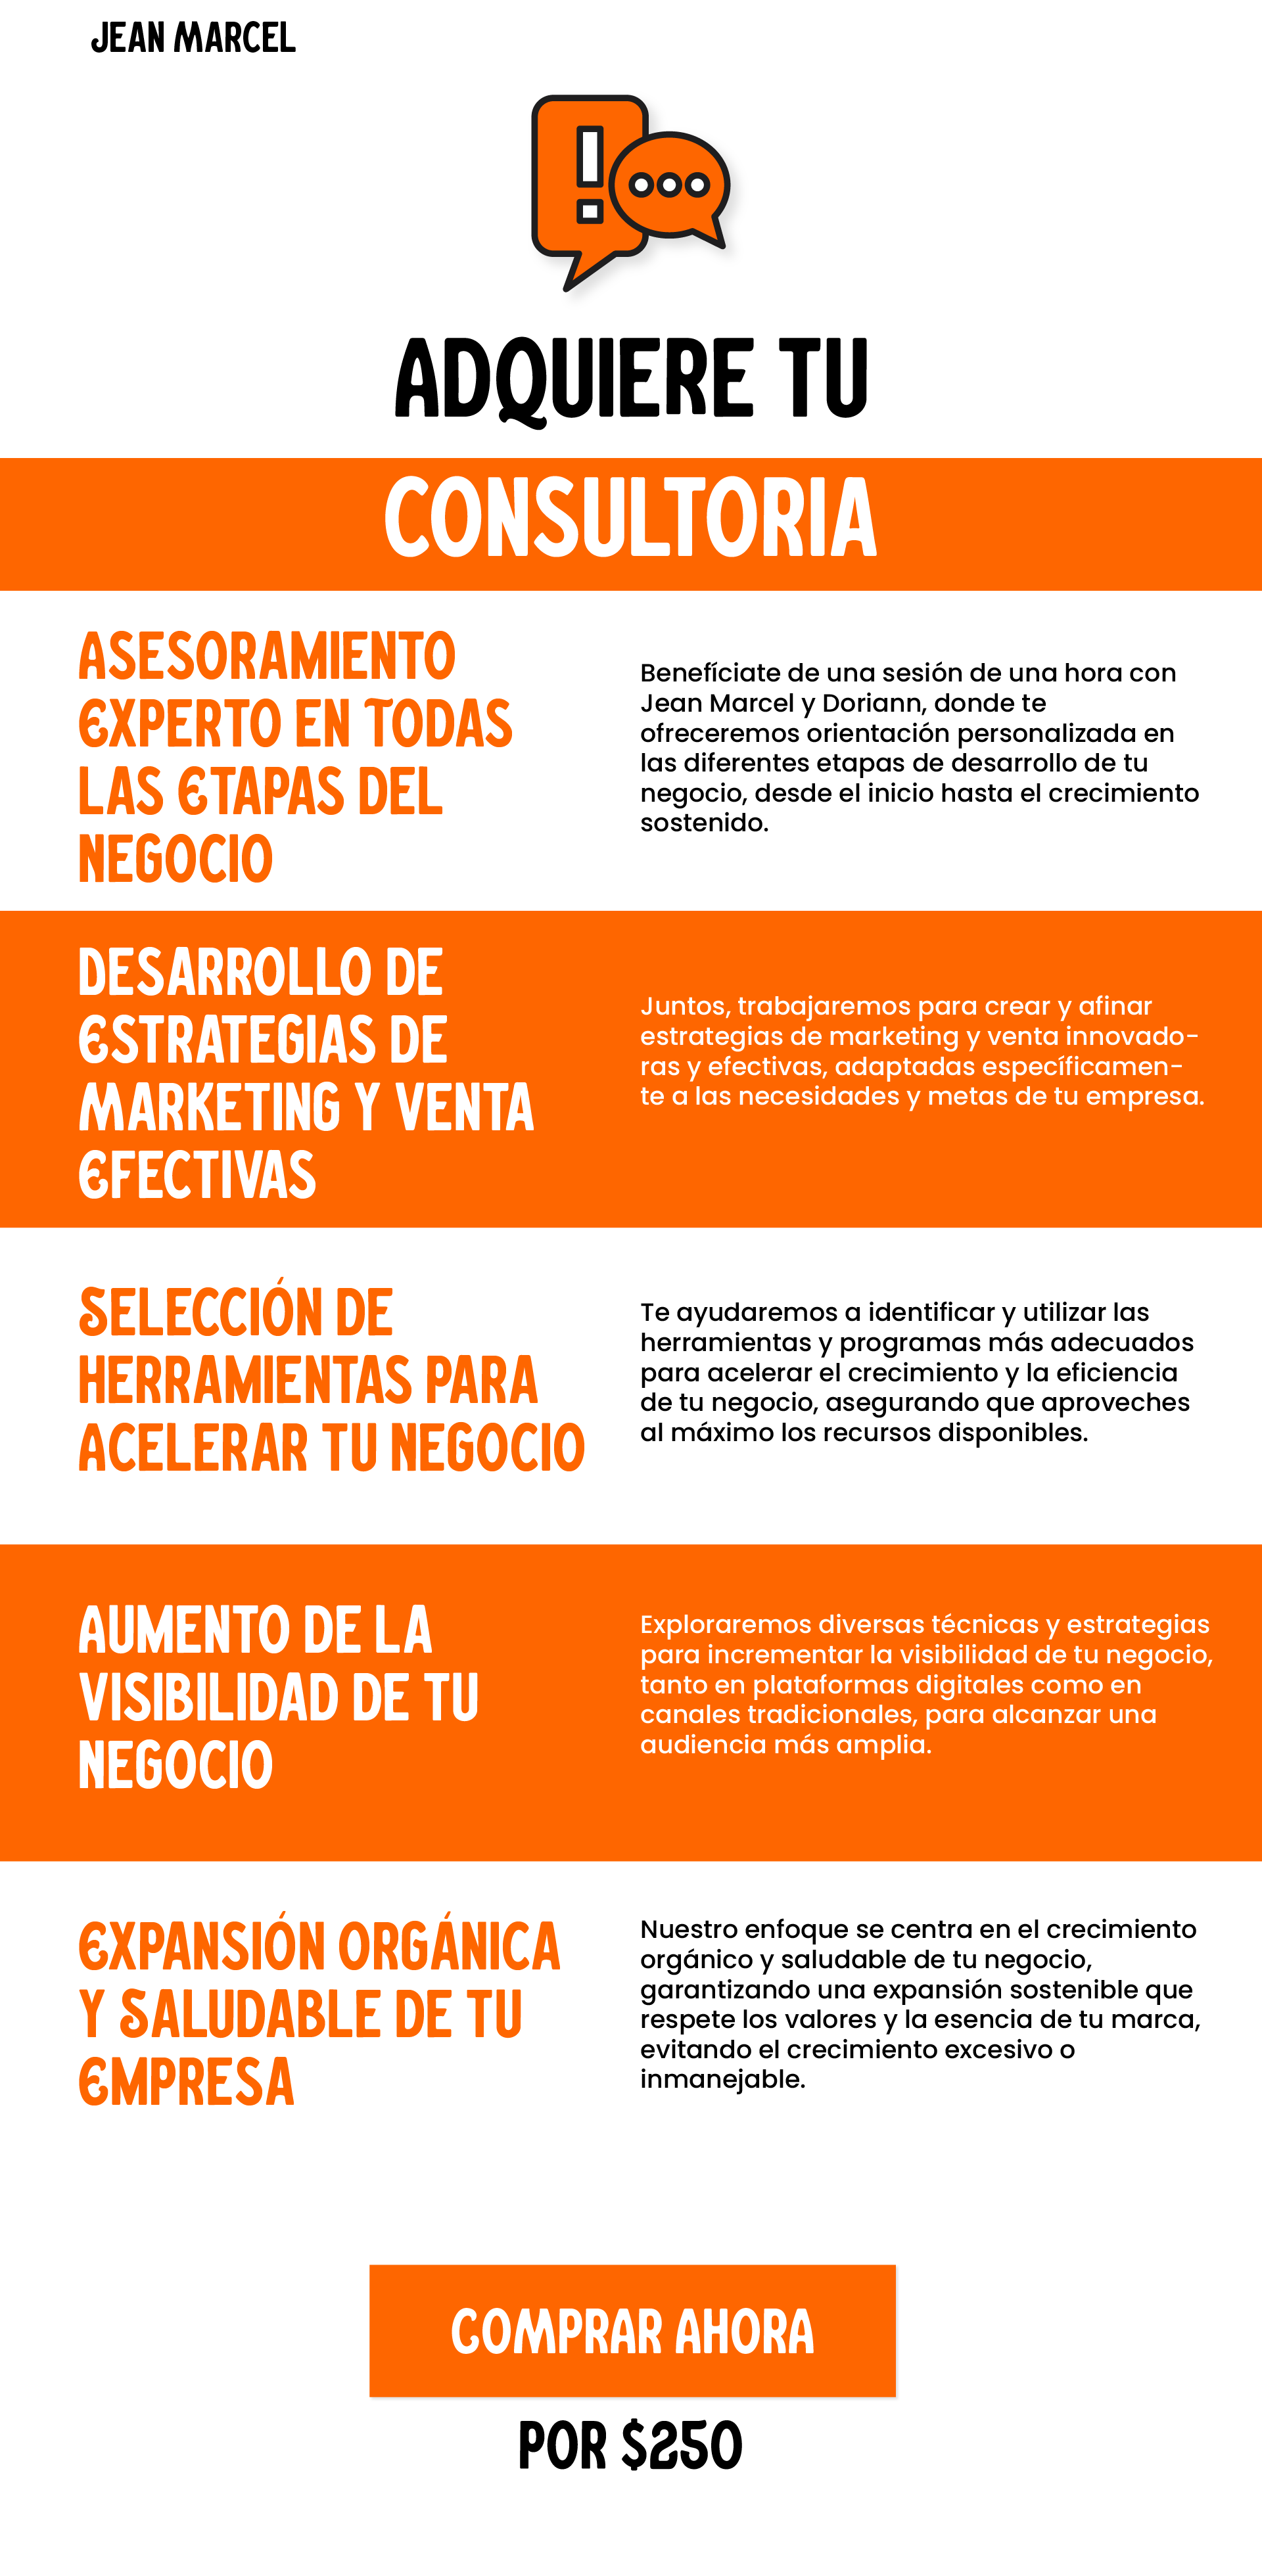 JEAN MARCEL
ADQUIERE TU
CONSULTORIA
ASESORAMIENTO
EXPERTO EN TODAS
LAS ETAPAS DEL
NEGOCIO
Benefíciate de una sesión de una hora con
Jean Marcel y Doriann, donde te
ofreceremos orientación personalizada en
las diferentes etapas de desarrollo de tu
negocio, desde el inicio hasta el crecimiento
sostenido.
DESARROLLO DE
ESTRATEGIAS DE
MARKETING Y VENTA
EFECTIVAS
Juntos, trabajaremos para crear y afinar
estrategias de marketing y venta innovado-
ras y efectivas, adaptadas específicamen-
te a las necesidades y metas de tu empresa.
SELECCIÓN DE
HERRAMIENTAS PARA
ACELERAR TU NEGOCIO
Te ayudaremos a identificar y utilizar las
herramientas y programas más adecuados
para acelerar el crecimiento y la eficiencia
de tu negocio, asegurando que aproveches
al máximo los recursos disponibles.
AUMENTO DE LA
VISIBILIDAD DE TU
NEGOCIO
Exploraremos diversas técnicas y estrategias
para incrementar la visibilidad de tu negocio,
tanto en plataformas digitales como en
canales tradicionales, para alcanzar una
audiencia más amplia.
EXPANSIÓN ORGÁNICA
Y SALUDABLE DE TU
EMPRESA
Nuestro enfoque se centra en el crecimiento
orgánico y saludable de tu negocio,
garantizando una expansión sostenible que
respete los valores y la esencia de tu marca,
evitando el crecimiento excesivo o
inmanejable.
COMPRAR AHORA
POR $250